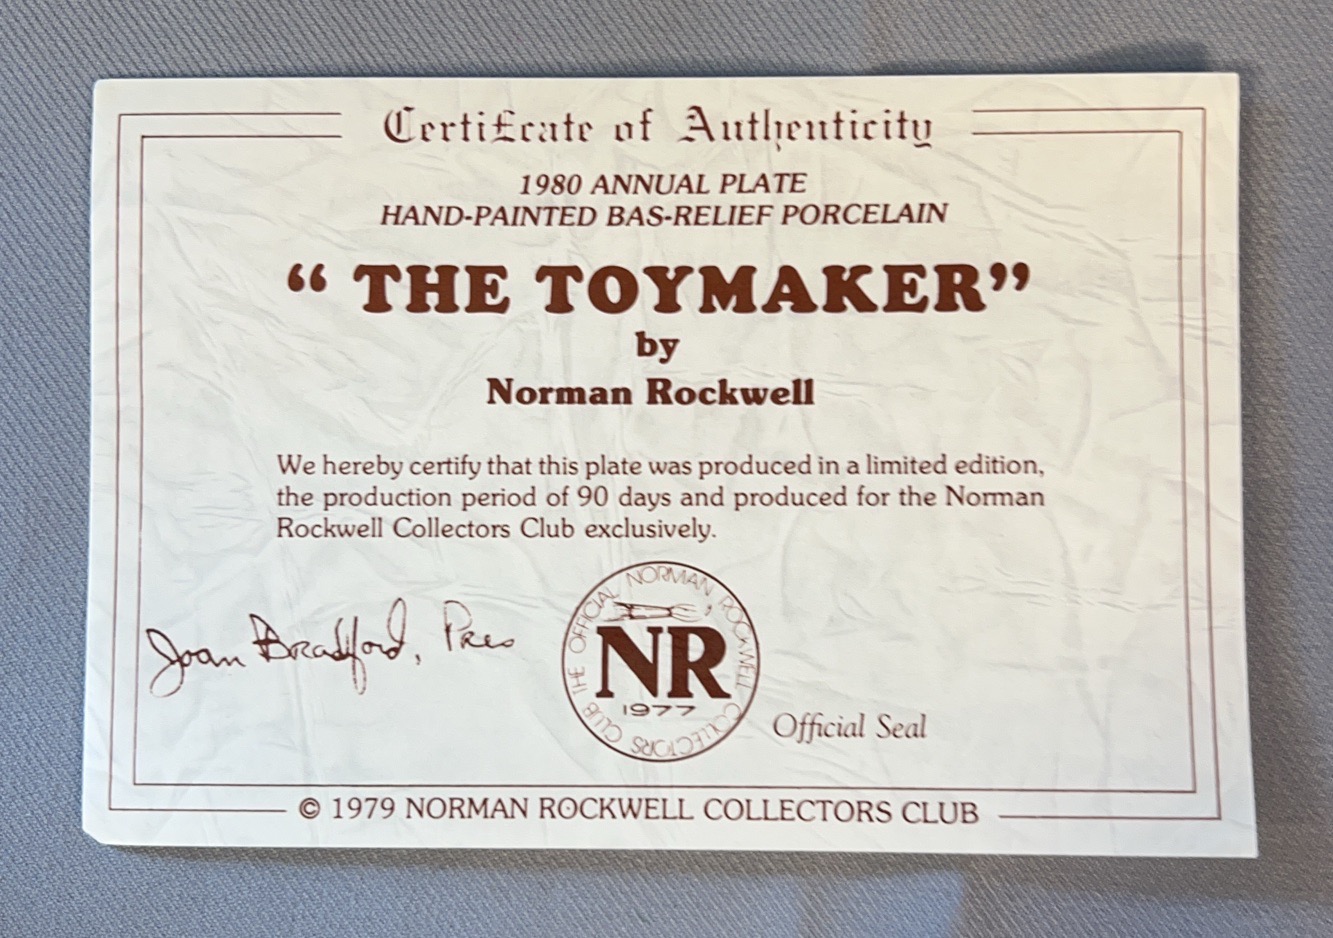 Certificate of Authenticity
1980 ANNUAL PLATE
HAND-PAINTED BAS-RELIEF PORCELAIN
“ THE TOYMAKER”
by
Norman Rockwell
We hereby certify that this plate was produced in a limited edition,
the production period of 90 days and produced for the Norman
Rockwell Collectors Club exclusively.
Joan Bradford, Pres
THE OFFICIAL NORMAN ROCKWELL COLLECTORS CLUB
NR
1977
Official Seal
© 1979 NORMAN ROCKWELL COLLECTORS CLUB